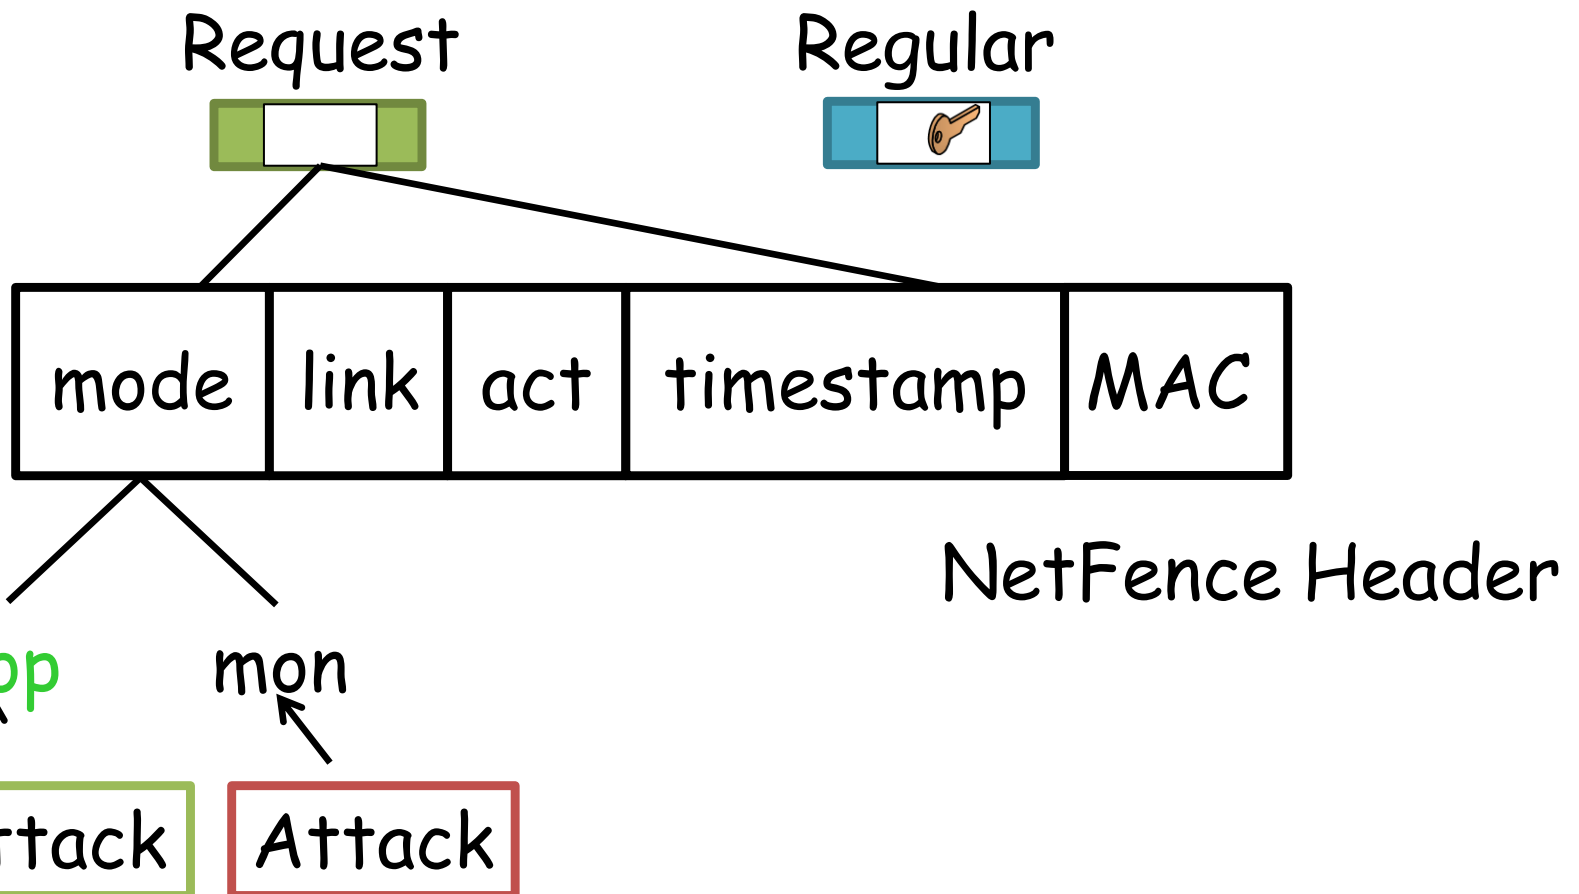 Request Regular
mode link act timestamp MAC
NetFence Header
mon
Attack